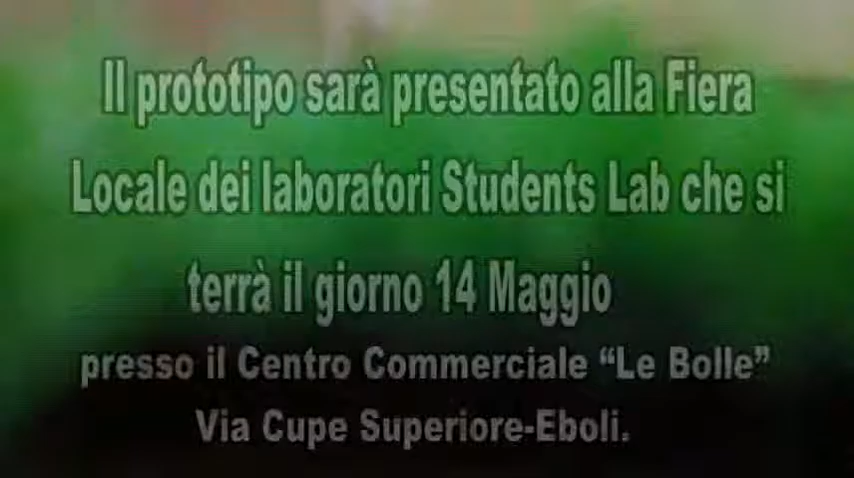 Il prototipo sarà presentato alla Fiera
Locale dei laboratori Students Lab che si
terrà il giorno 14 Maggio
presso il Centro Commerciale “Le Bolle”
Via Cupe Superiore-Eboli.